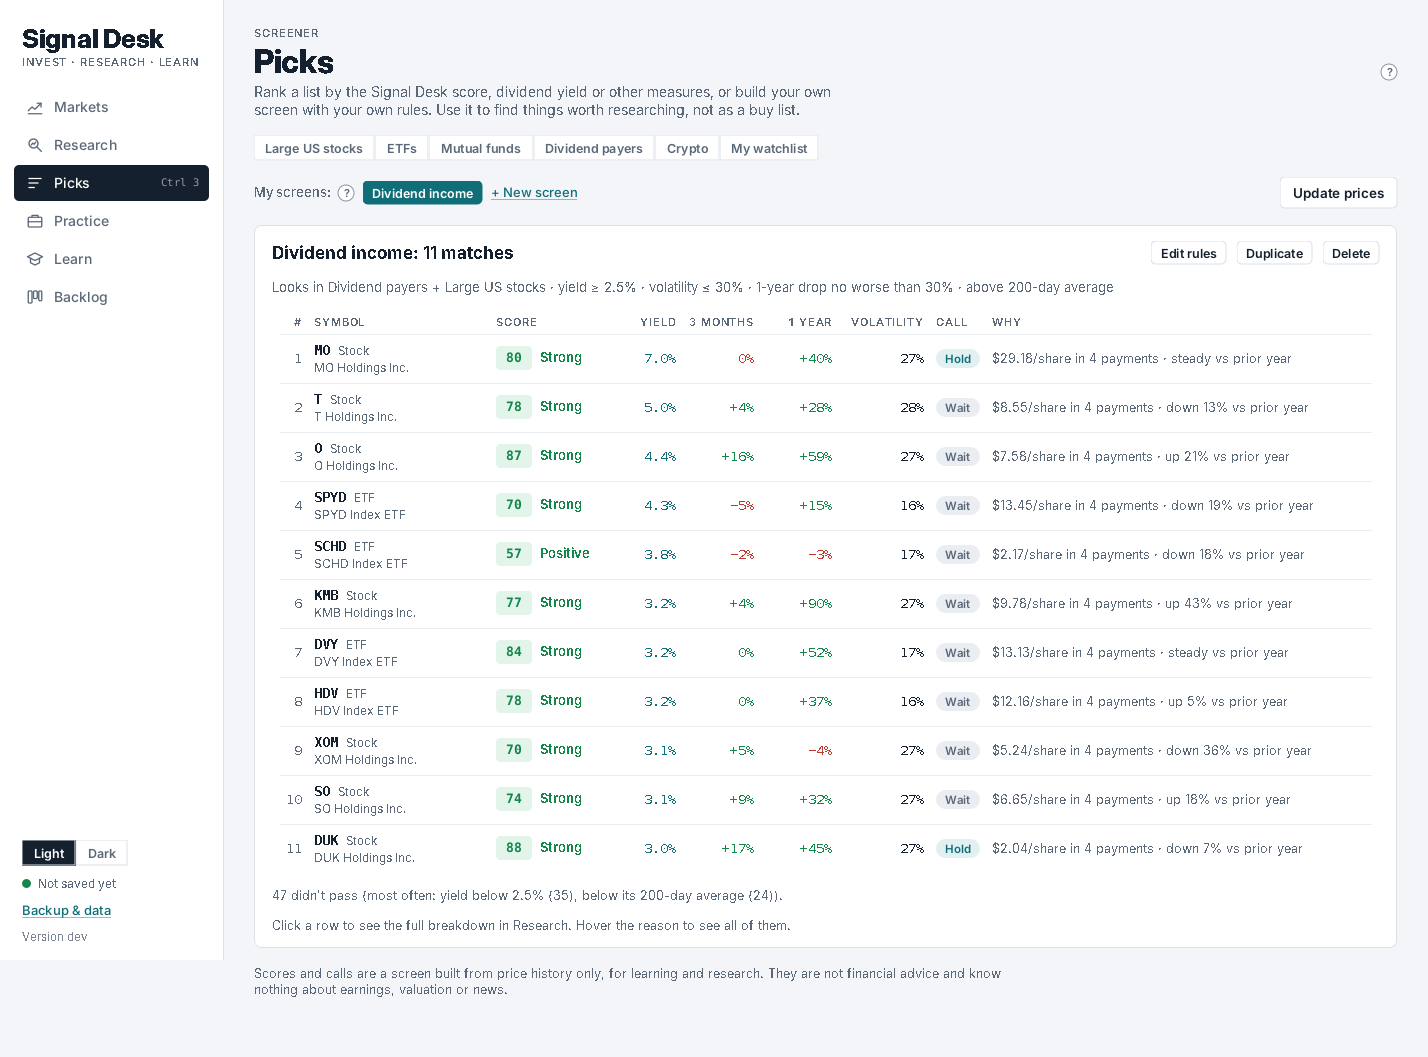 Signal Desk
INVEST · RESEARCH · LEARN
Markets
Research
Picks Ctrl 3
Practice
Learn
Backlog
Light Dark
Not saved yet
Backup & data
Version dev
SCREENER
Picks
?
Rank a list by the Signal Desk score, dividend yield or other measures, or build your own
screen with your own rules. Use it to find things worth researching, not as a buy list.
Large US stocks ETFs Mutual funds Dividend payers Crypto My watchlist
My screens: ? Dividend income + New screen Update prices
Dividend income: 11 matches Edit rules Duplicate Delete
Looks in Dividend payers + Large US stocks · yield ≥ 2.5% · volatility ≤ 30% · 1-year drop no worse than 30% · above 200-day average
# SYMBOL SCORE YIELD 3 MONTHS 1 YEAR VOLATILITY CALL WHY
1 MO Stock 80 Strong 7.0% 0% +40% 27% Hold $29.18/share in 4 payments · steady vs prior year
MO Holdings Inc.
2 T Stock 78 Strong 5.0% +4% +28% 28% Wait $8.55/share in 4 payments · down 13% vs prior year
T Holdings Inc.
3 O Stock 87 Strong 4.4% +16% +59% 27% Wait $7.58/share in 4 payments · up 21% vs prior year
O Holdings Inc.
4 SPYD ETF 70 Strong 4.3% −5% +15% 16% Wait $13.45/share in 4 payments · down 19% vs prior year
SPYD Index ETF
5 SCHD ETF 57 Positive 3.8% −2% −3% 17% Wait $2.17/share in 4 payments · down 18% vs prior year
SCHD Index ETF
6 KMB Stock 77 Strong 3.2% +4% +90% 27% Wait $9.78/share in 4 payments · up 43% vs prior year
KMB Holdings Inc.
7 DVY ETF 84 Strong 3.2% 0% +52% 17% Wait $13.13/share in 4 payments · steady vs prior year
DVY Index ETF
8 HDV ETF 78 Strong 3.2% 0% +37% 16% Wait $12.16/share in 4 payments · up 5% vs prior year
HDV Index ETF
9 XOM Stock 70 Strong 3.1% +5% −4% 27% Wait $5.24/share in 4 payments · down 36% vs prior year
XOM Holdings Inc.
10 SO Stock 74 Strong 3.1% +9% +32% 27% Wait $6.65/share in 4 payments · up 18% vs prior year
SO Holdings Inc.
11 DUK Stock 88 Strong 3.0% +17% +45% 27% Hold $2.04/share in 4 payments · down 7% vs prior year
DUK Holdings Inc.
47 didn't pass (most often: yield below 2.5% (35), below its 200-day average (24)).
Click a row to see the full breakdown in Research. Hover the reason to see all of them.
Scores and calls are a screen built from price history only, for learning and research. They are not financial advice and know
nothing about earnings, valuation or news.